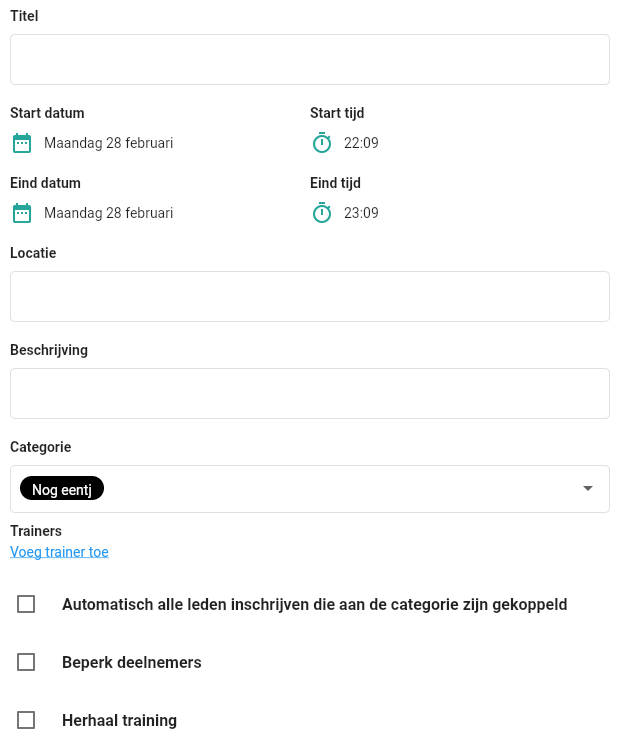 Titel
Start datum Start tijd
Maandag 28 februari 22:09
Eind datum Eind tijd
Maandag 28 februari 23:09
Locatie
Beschrijving
Categorie
Nog eentj
Trainers
Voeg trainer toe
Automatisch alle leden inschrijven die aan de categorie zijn gekoppeld
Beperk deelnemers
Herhaal training